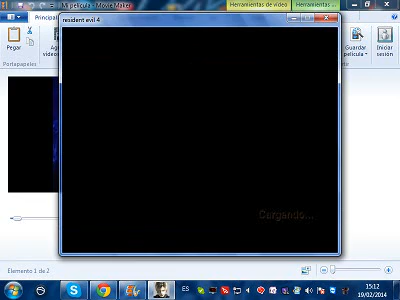 Mi película - Movie Maker
Herramientas de vídeo
Herramientas ...
resident evil 4
Principal
Pegar
Portapapeles
Guardar
película
Iniciar
sesión
Cargando...
Elemento 1 de 2
ES
15:12
19/02/2014